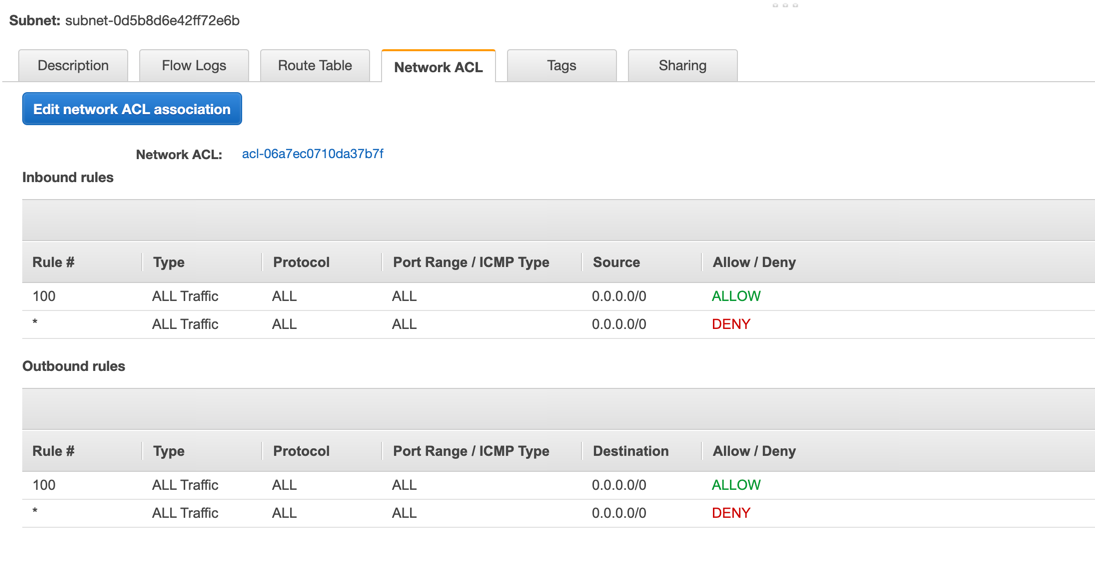 Subnet: subnet-0d5b8d6e42ff72e6b
Description Flow Logs Route Table Network ACL Tags Sharing
Edit network ACL association
Network ACL: acl-06a7ec0710da37b7f
Inbound rules
Rule # Type Protocol Port Range / ICMP Type Source Allow / Deny
100 ALL Traffic ALL ALL 0.0.0.0/0 ALLOW
* ALL Traffic ALL ALL 0.0.0.0/0 DENY
Outbound rules
Rule # Type Protocol Port Range / ICMP Type Destination Allow / Deny
100 ALL Traffic ALL ALL 0.0.0.0/0 ALLOW
* ALL Traffic ALL ALL 0.0.0.0/0 DENY